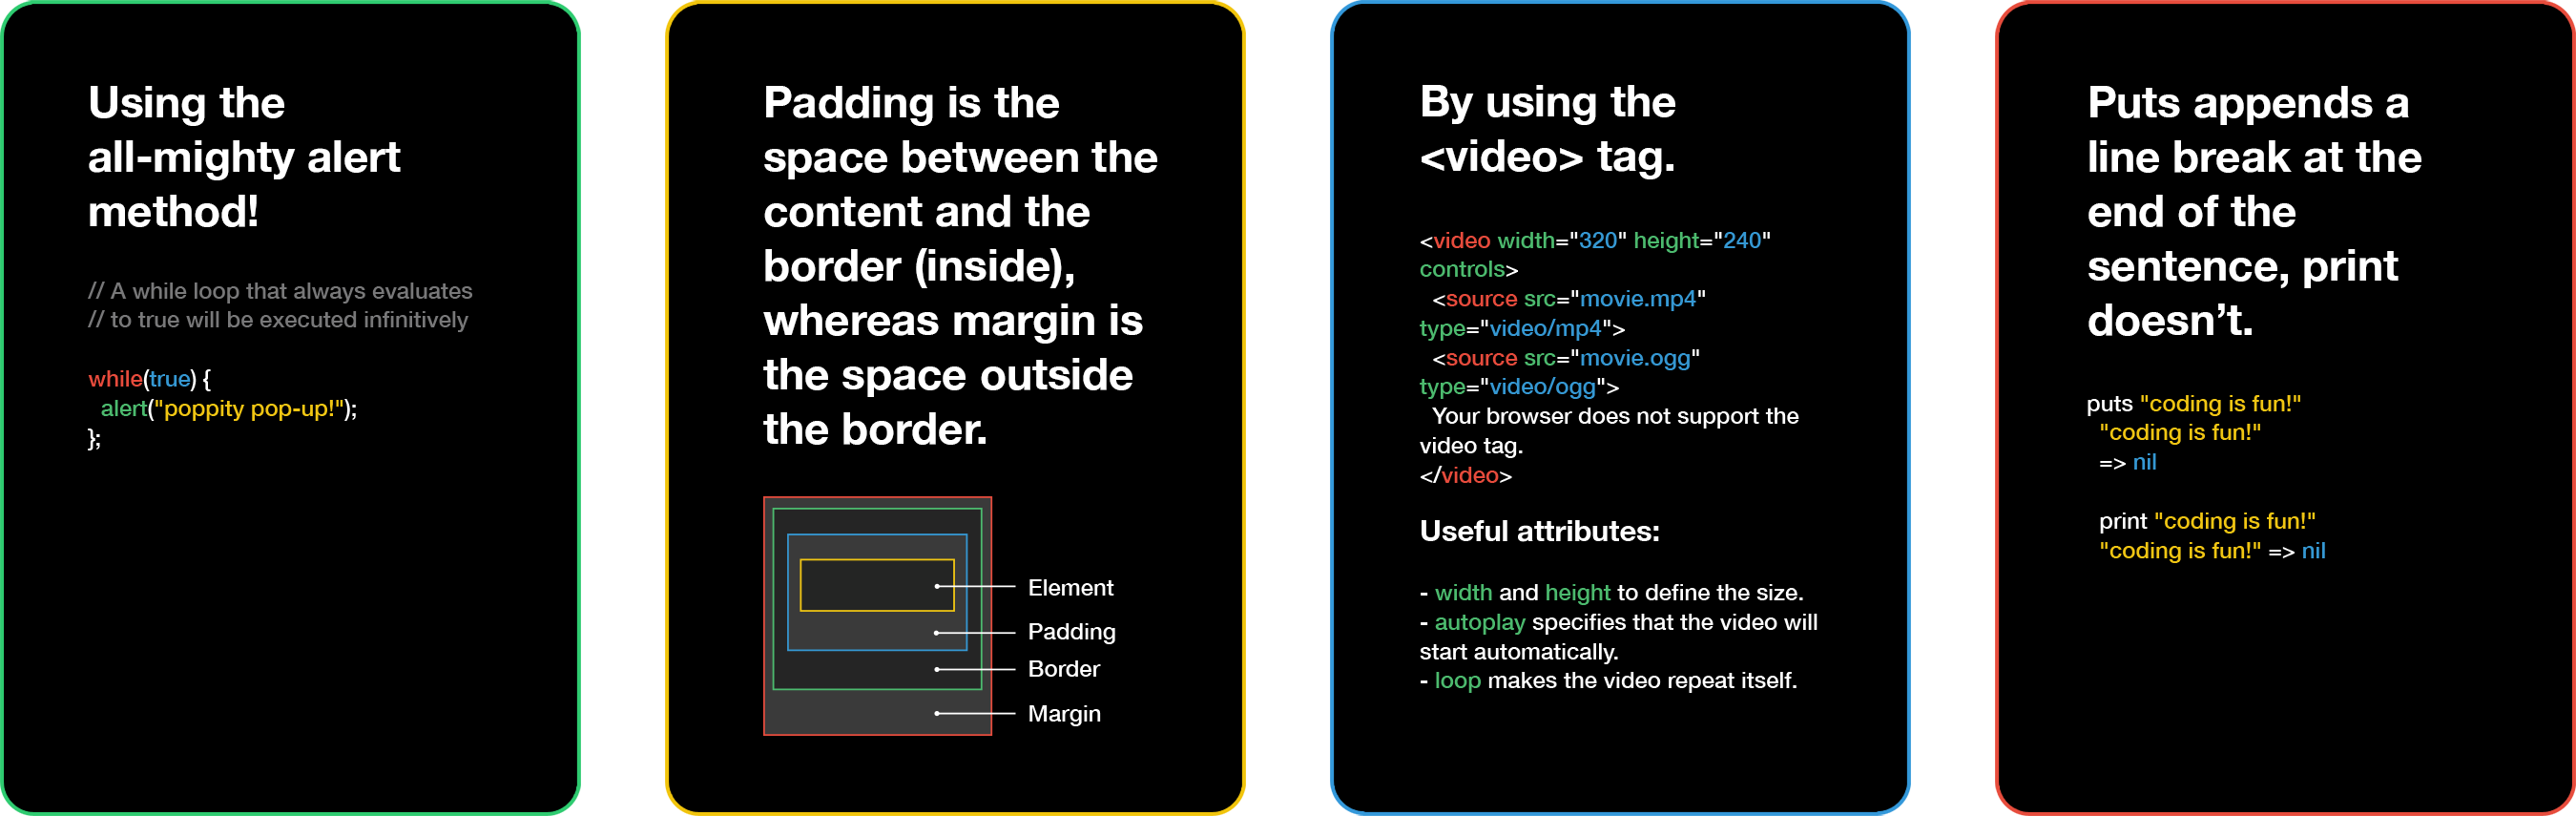 Using the
all-mighty alert
method!
// A while loop that always evaluates
// to true will be executed infinitively
while(true) {
alert("poppity pop-up!");
};
Padding is the
space between the
content and the
border (inside),
whereas margin is
the space outside
the border.
Element
Padding
Border
Margin
By using the
<video> tag.
<video width="320" height="240"
controls>
<source src="movie.mp4"
type="video/mp4">
<source src="movie.ogg"
type="video/ogg">
Your browser does not support the
video tag.
</video>
Useful attributes:
- width and height to define the size.
- autoplay specifies that the video will
start automatically.
- loop makes the video repeat itself.
Puts appends a
line break at the
end of the
sentence, print
doesn’t.
puts "coding is fun!"
"coding is fun!"
=> nil
print "coding is fun!"
"coding is fun!" => nil